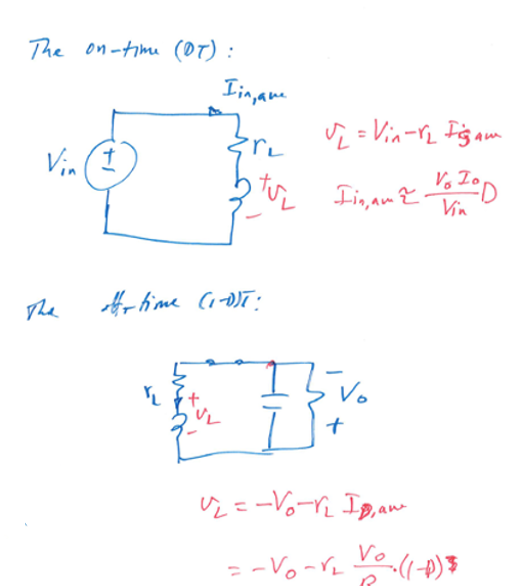 The on-time (DT) :
I_in,ave
V_in + - r_L
+ v_L -
v_L = V_in - r_L I_in,ave
I_in,ave ≈ V_o I_o / V_in D
The off-time (1-D)T:
r_L + v_L - - V_o +
v_L = -V_o - r_L I_D,ave
= -V_o - r_L V_o / R · (1-D)